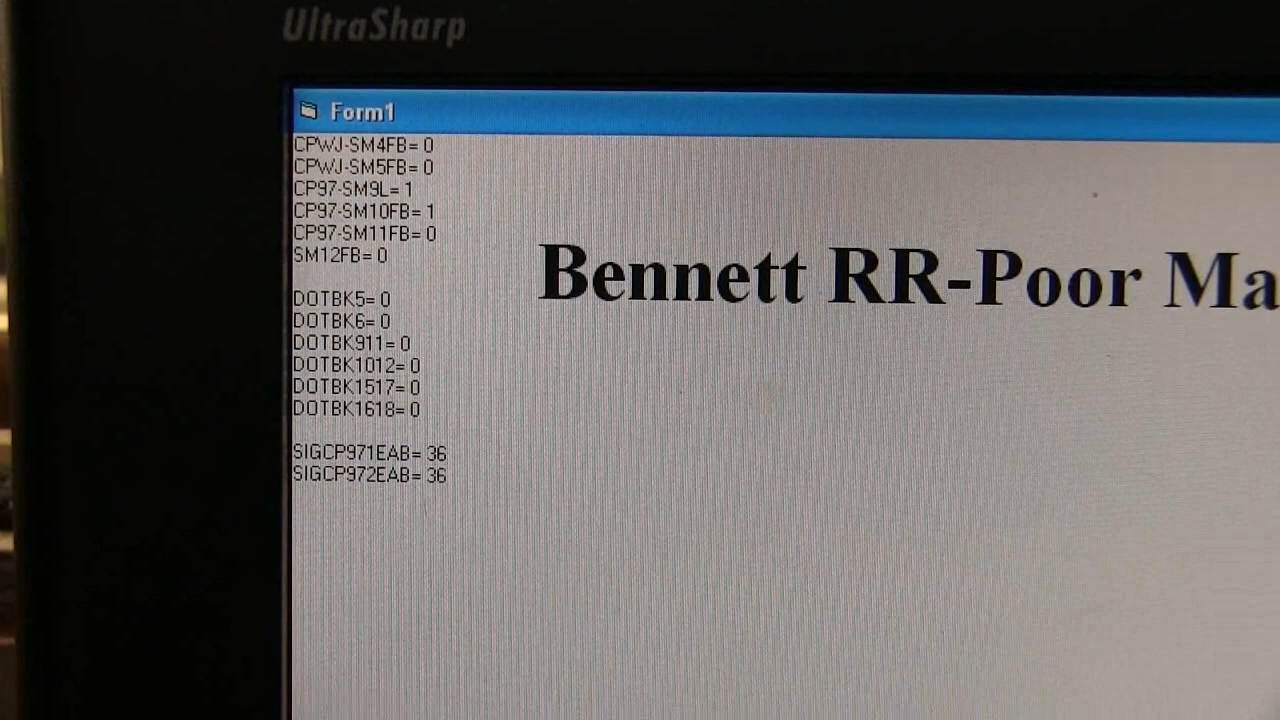 UltraSharp
Form1
CPWJ-SM4FB= 0
CPWJ-SM5FB= 0
CP97-SM9L= 1
CP97-SM10FB= 1
CP97-SM11FB= 0
SM12FB= 0
Bennett RR-Poor Ma
DOTBK5= 0
DOTBK6= 0
DOTBK911= 0
DOTBK1012= 0
DOTBK1517= 0
DOTBK1618= 0
SIGCP971EAB= 36
SIGCP972EAB= 36